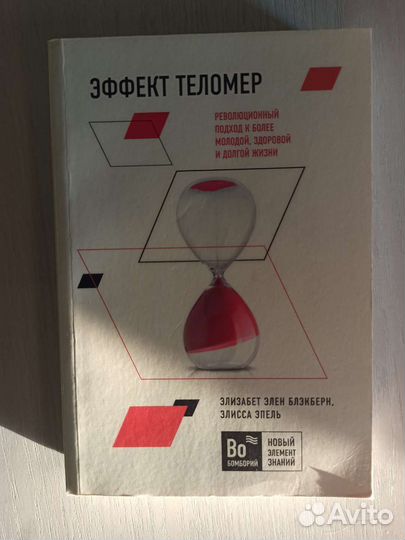 ЭФФЕКТ ТЕЛОМЕР
РЕВОЛЮЦИОННЫЙ
ПОДХОД К БОЛЕЕ
МОЛОДОЙ, ЗДОРОВОЙ
И ДОЛГОЙ ЖИЗНИ
ЭЛИЗАБЕТ ЭЛЕН БЛЭКБЕРН,
ЭЛИССА ЭПЕЛЬ
Bo
БОМБОРИЙ
НОВЫЙ
ЭЛЕМЕНТ
ЗНАНИЙ
Avito